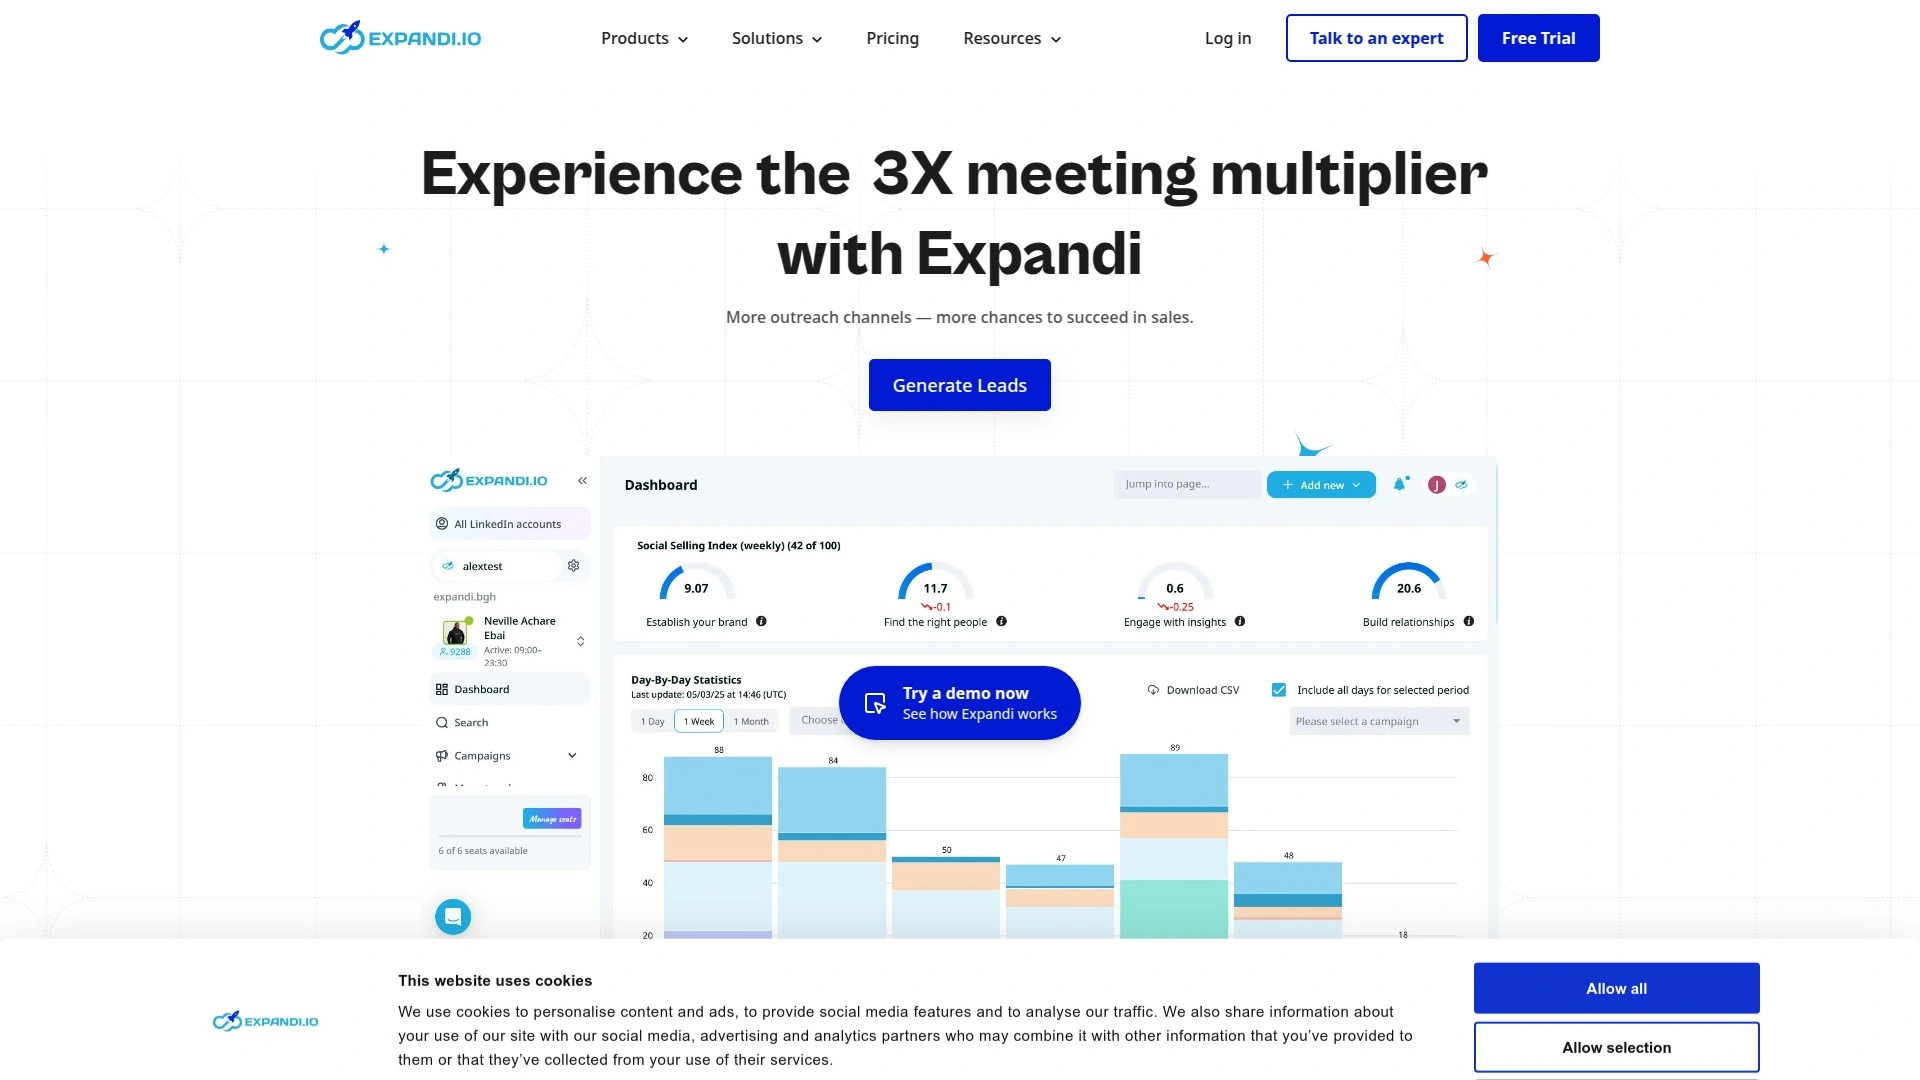 EXPANDI.IO
Products
Solutions
Pricing
Resources
Log in
Talk to an expert
Free Trial
Experience the 3X meeting multiplier
with Expandi
More outreach channels — more chances to succeed in sales.
Generate Leads
EXPANDI.IO
All LinkedIn accounts
alextest
expandi.bgh
Neville Achare
Ebai
9288
Active: 09:00–
23:30
Dashboard
Search
Campaigns
Manage seats
6 of 6 seats available
Dashboard
Jump into page...
+ Add new
J
Social Selling Index (weekly) (42 of 100)
9.07
Establish your brand
11.7
-0.1
Find the right people
0.6
-0.25
Engage with insights
20.6
Build relationships
Day-By-Day Statistics
Last update: 05/03/25 at 14:46 (UTC)
1 Day
1 Week
1 Month
Choose
Try a demo now
See how Expandi works
Download CSV
Include all days for selected period
Please select a campaign
88
84
50
47
89
48
18
80
60
40
20
This website uses cookies
We use cookies to personalise content and ads, to provide social media features and to analyse our traffic. We also share information about
your use of our site with our social media, advertising and analytics partners who may combine it with other information that you’ve provided to
them or that they’ve collected from your use of their services.
EXPANDI.IO
Allow all
Allow selection